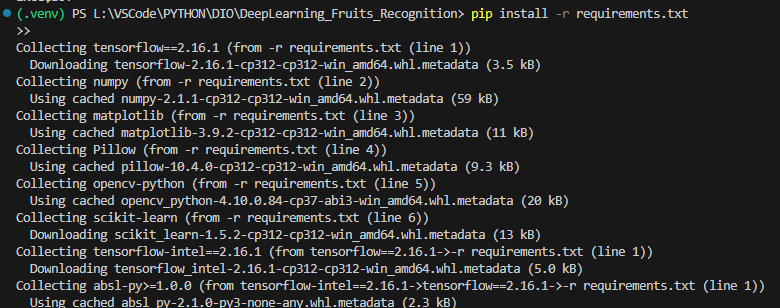 (.venv) PS L:\VSCode\PYTHON\DIO\DeepLearning_Fruits_Recognition> pip install -r requirements.txt
>>
Collecting tensorflow==2.16.1 (from -r requirements.txt (line 1))
  Downloading tensorflow-2.16.1-cp312-cp312-win_amd64.whl.metadata (3.5 kB)
Collecting numpy (from -r requirements.txt (line 2))
  Using cached numpy-2.1.1-cp312-cp312-win_amd64.whl.metadata (59 kB)
Collecting matplotlib (from -r requirements.txt (line 3))
  Using cached matplotlib-3.9.2-cp312-cp312-win_amd64.whl.metadata (11 kB)
Collecting Pillow (from -r requirements.txt (line 4))
  Using cached pillow-10.4.0-cp312-cp312-win_amd64.whl.metadata (9.3 kB)
Collecting opencv-python (from -r requirements.txt (line 5))
  Using cached opencv_python-4.10.0.84-cp37-abi3-win_amd64.whl.metadata (20 kB)
Collecting scikit-learn (from -r requirements.txt (line 6))
  Downloading scikit_learn-1.5.2-cp312-cp312-win_amd64.whl.metadata (13 kB)
Collecting tensorflow-intel==2.16.1 (from tensorflow==2.16.1->-r requirements.txt (line 1))
  Downloading tensorflow_intel-2.16.1-cp312-cp312-win_amd64.whl.metadata (5.0 kB)
Collecting absl-py>=1.0.0 (from tensorflow-intel==2.16.1->tensorflow==2.16.1->-r requirements.txt (line 1))
  Using cached absl_py-2.1.0-py3-none-any.whl.metadata (2.3 kB)